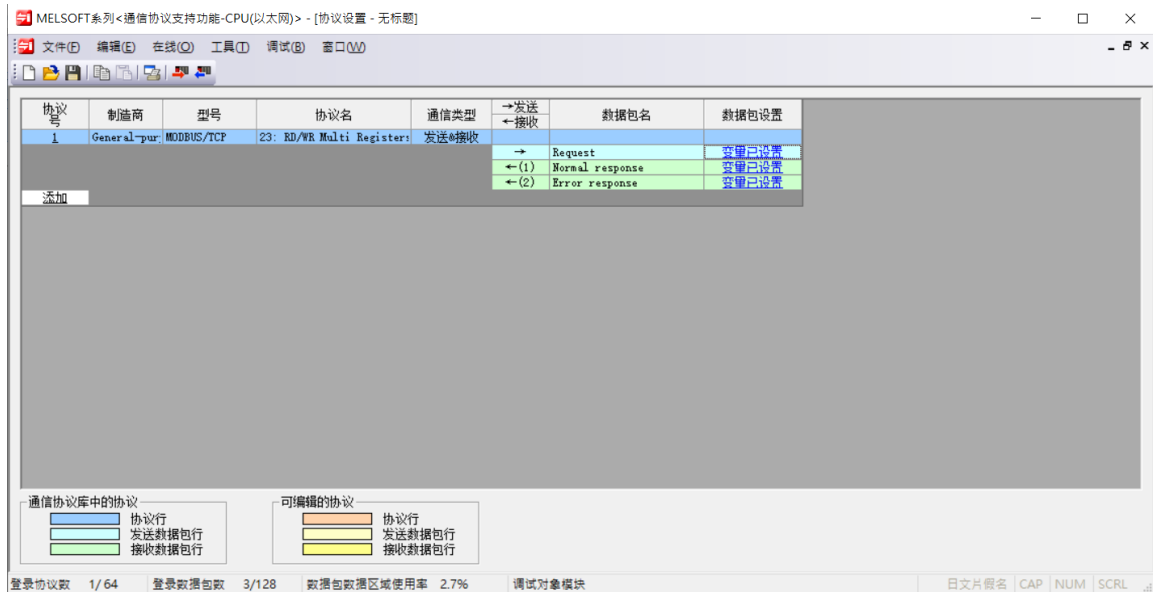 MELSOFT系列<通信协议支持功能-CPU(以太网)> - [协议设置 - 无标题]
文件(F) 编辑(E) 在线(O) 工具(T) 调试(B) 窗口(W)
协议号 制造商 型号 协议名 通信类型 →发送 ←接收 数据包名 数据包设置
1 General-pur MODBUS/TCP 23: RD/WR Multi Registers 发送&接收
→ Request 变量已设置
←(1) Normal response 变量已设置
←(2) Error response 变量已设置
添加
通信协议库中的协议 可编辑的协议
协议行 协议行
发送数据包行 发送数据包行
接收数据包行 接收数据包行
登录协议数 1/64 登录数据包数 3/128 数据包数据区域使用率 2.7% 调试对象模块 日文片假名 CAP NUM SCRL